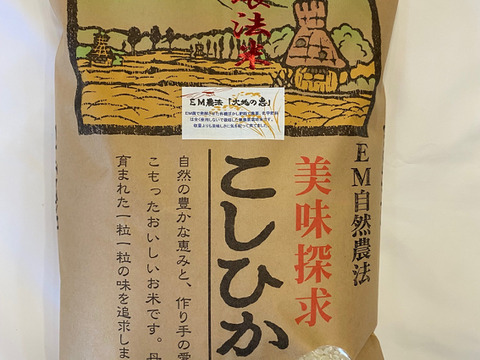 農法米
EM農法「大地の恵」
EM自然農法
美味探求
こしひか
自然の豊かな恵みと、作り手の愛
こもったおいしいお米です。丹
育まれた一粒一粒の味を追求しま